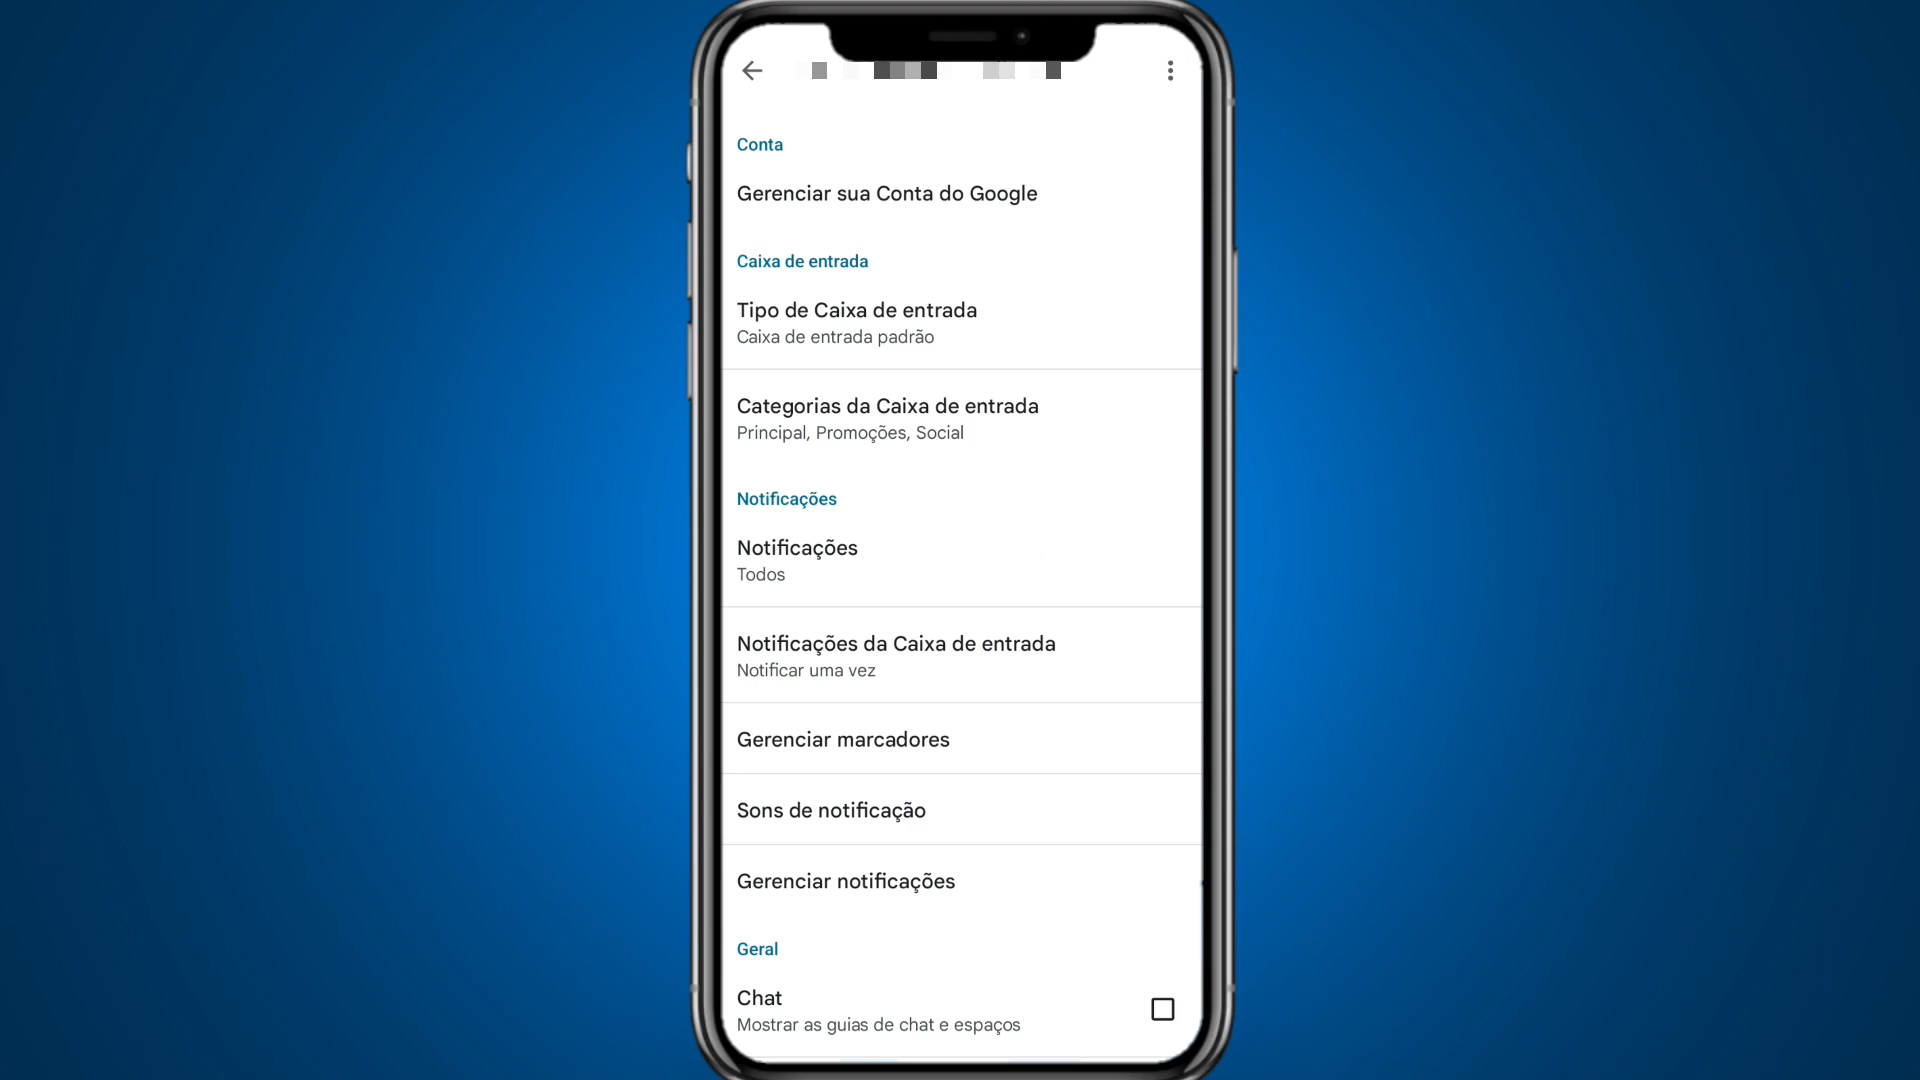 Conta
Gerenciar sua Conta do Google
Caixa de entrada
Tipo de Caixa de entrada
Caixa de entrada padrão
Categorias da Caixa de entrada
Principal, Promoções, Social
Notificações
Notificações
Todos
Notificações da Caixa de entrada
Notificar uma vez
Gerenciar marcadores
Sons de notificação
Gerenciar notificações
Geral
Chat
Mostrar as guias de chat e espaços